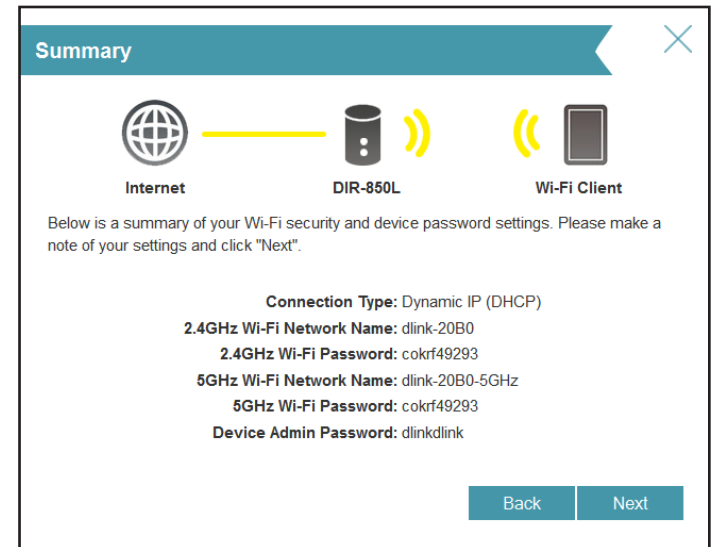 Summary
Internet
DIR-850L
Wi-Fi Client
Below is a summary of your Wi-Fi security and device password settings. Please make a
note of your settings and click "Next".
Connection Type: Dynamic IP (DHCP)
2.4GHz Wi-Fi Network Name: dlink-20B0
2.4GHz Wi-Fi Password: cokrf49293
5GHz Wi-Fi Network Name: dlink-20B0-5GHz
5GHz Wi-Fi Password: cokrf49293
Device Admin Password: dlinkdlink
Back
Next